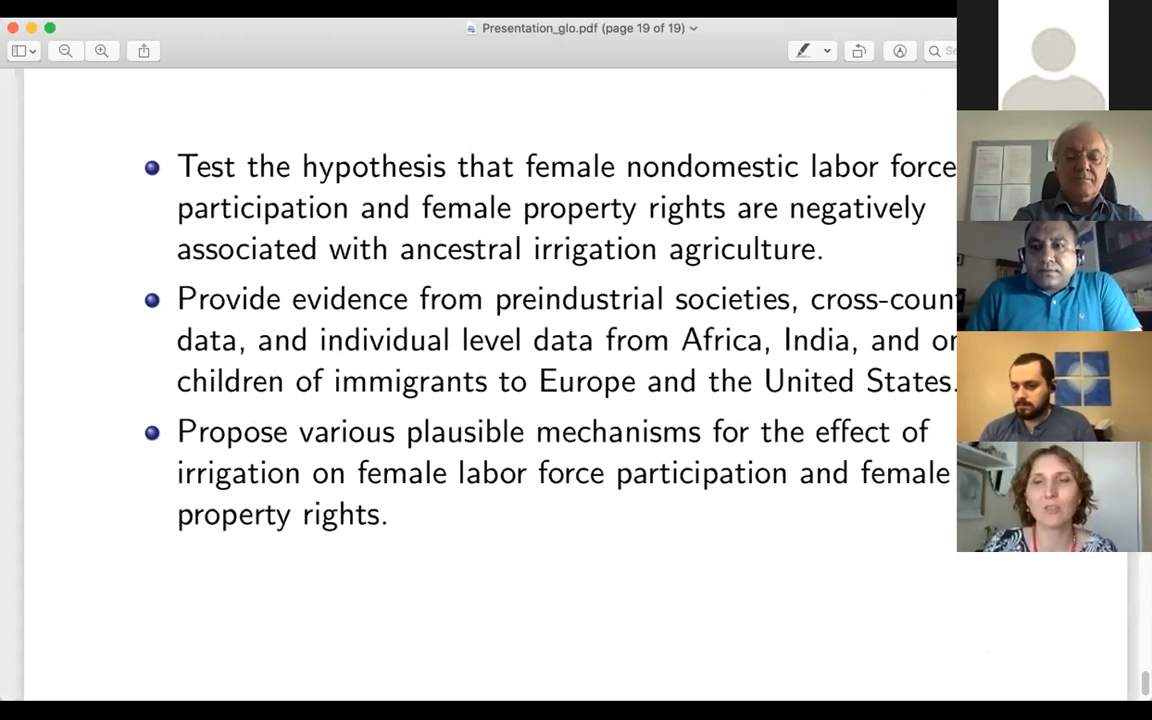 Presentation_glo.pdf (page 19 of 19)
Se
Test the hypothesis that female nondomestic labor force
participation and female property rights are negatively
associated with ancestral irrigation agriculture.
Provide evidence from preindustrial societies, cross-coun
data, and individual level data from Africa, India, and o
children of immigrants to Europe and the United States.
Propose various plausible mechanisms for the effect of
irrigation on female labor force participation and female
property rights.